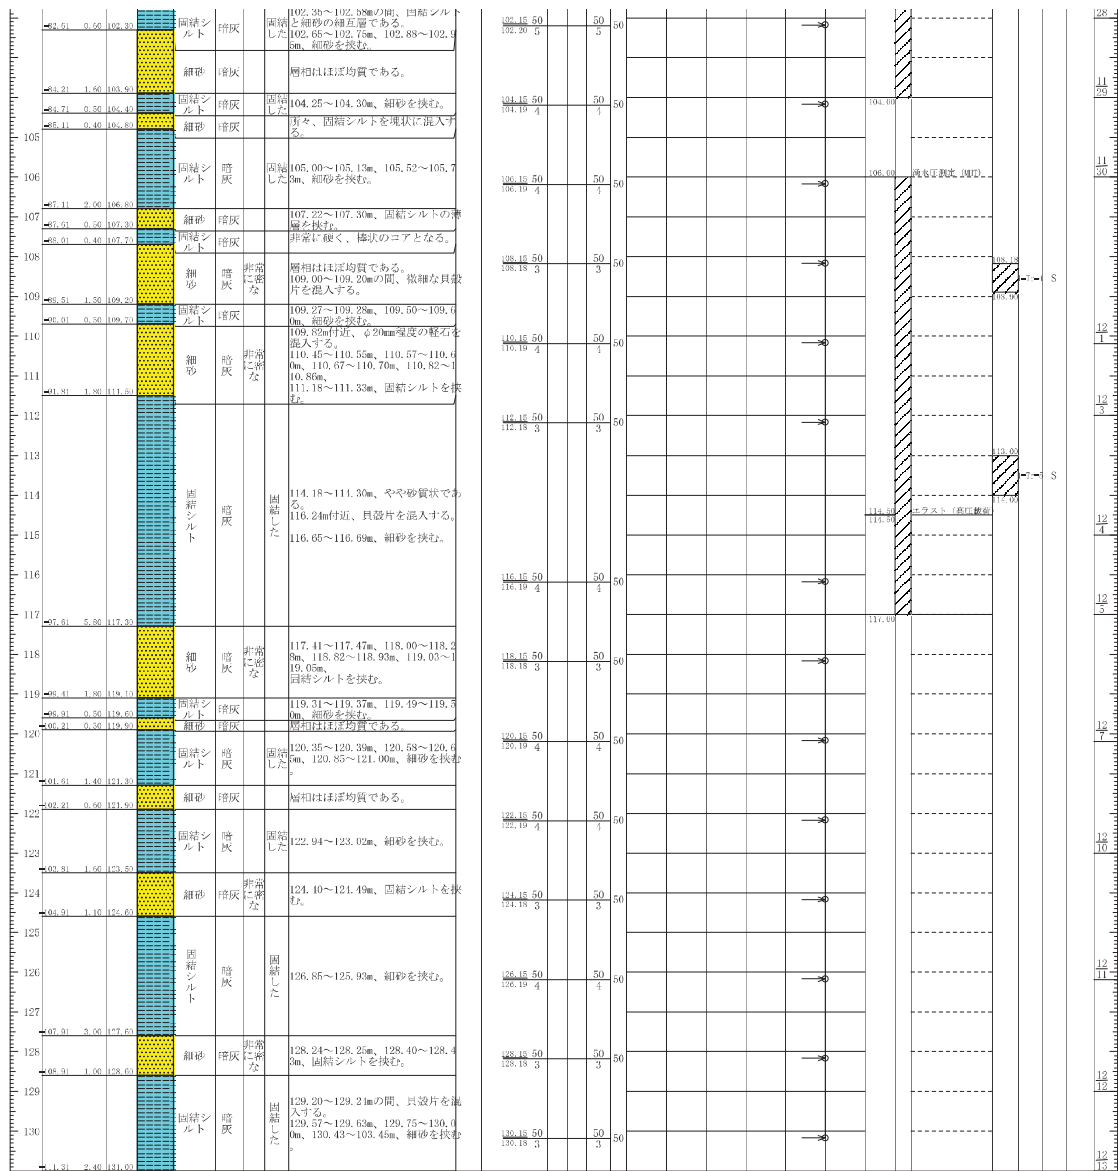 102.35～102.58mの間、固結シルト
-82.61 0.60 102.30 固結シルト 暗灰 固結した と細砂の細互層である。
102.65～102.75m、102.88～102.9
5m、細砂を挟む。
102.15 50 50 50
102.20 5 5
28
細砂 暗灰 層相はほぼ均質である。
-84.21 1.60 103.90
11
29
104.00
固結シルト 暗灰 固結した 104.25～104.30m、細砂を挟む。
-84.71 0.50 104.40
104.15 50 50 50
104.19 4 4
細砂 暗灰 所々、固結シルトを塊状に混入す
る。
-85.11 0.40 104.80
105
固結シルト 暗灰 固結した 105.00～105.13m、105.52～105.7
3m、細砂を挟む。
106
-87.11 2.00 106.80
106.15 50 50 50
106.19 4 4
106.00 湧水圧測定（MDT）
11
30
107
細砂 暗灰 107.22～107.30m、固結シルトの薄
層を挟む。
-87.61 0.50 107.30
固結シルト 暗灰 非常に硬く、棒状のコアとなる。
-88.01 0.40 107.70
108
細砂 暗灰 非常に密な 層相はほぼ均質である。
109.00～109.20mの間、微細な貝殻
片を混入する。
108.15 50 50 50
108.18 3 3
108.18
S
108.90
109
-89.51 1.50 109.20
固結シルト 暗灰 109.27～109.28m、109.50～109.6
0m、細砂を挟む。
-90.01 0.50 109.70
110
細砂 暗灰 非常に密な 109.82m付近、φ20mm程度の軽石を
混入する。
110.45～110.55m、110.57～110.6
0m、110.67～110.70m、110.82～1
10.86m、
111.18～111.33m、固結シルトを挟
む。
110.15 50 50 50
110.19 4 4
12
1
111
-91.81 1.80 111.50
12
3
112
112.15 50 50 50
112.18 3 3
113
113.00
S
114.00
114
固結シルト 暗灰 固結した 114.18～114.30m、やや砂質状であ
る。
116.24m付近、貝殻片を混入する。
116.65～116.69m、細砂を挟む。
114.50 エラスト（高圧載荷）
114.50
12
4
115
116
116.15 50 50 50
116.19 4 4
12
5
117
-97.61 5.80 117.30
117.00
118
細砂 暗灰 非常に密な 117.41～117.47m、118.00～118.2
8m、118.82～118.93m、119.03～1
19.05m、
固結シルトを挟む。
118.15 50 50 50
118.18 3 3
119
-99.41 1.80 119.10
固結シルト 暗灰 119.31～119.37m、119.49～119.5
0m、細砂を挟む。
-99.91 0.50 119.60
細砂 暗灰 層相はほぼ均質である。
-100.21 0.30 119.90
120
固結シルト 暗灰 固結した 120.35～120.39m、120.58～120.6
5m、120.85～121.00m、細砂を挟む
。
120.15 50 50 50
120.19 4 4
12
7
121
-101.61 1.40 121.30
細砂 暗灰 層相はほぼ均質である。
-102.21 0.60 121.90
122
固結シルト 暗灰 固結した 122.94～123.02m、細砂を挟む。
122.15 50 50 50
122.19 4 4
12
10
123
-103.81 1.60 123.50
124
細砂 暗灰 非常に密な 124.10～124.49m、固結シルトを挟
む。
-104.91 1.10 124.60
124.15 50 50 50
124.18 3 3
125
126
固結シルト 暗灰 固結した 126.85～125.93m、細砂を挟む。
126.15 50 50 50
126.19 4 4
12
11
127
-107.91 3.00 127.60
128
細砂 暗灰 非常に密な 128.24～128.25m、128.40～128.4
3m、固結シルトを挟む。
-108.91 1.00 128.60
128.15 50 50 50
128.18 3 3
12
12
129
固結シルト 暗灰 固結した 129.20～129.21mの間、貝殻片を混
入する。
129.57～129.63m、129.75～130.0
0m、130.43～103.45m、細砂を挟む
。
130
130.15 50 50 50
130.18 3 3
-111.31 2.40 131.00
12
13